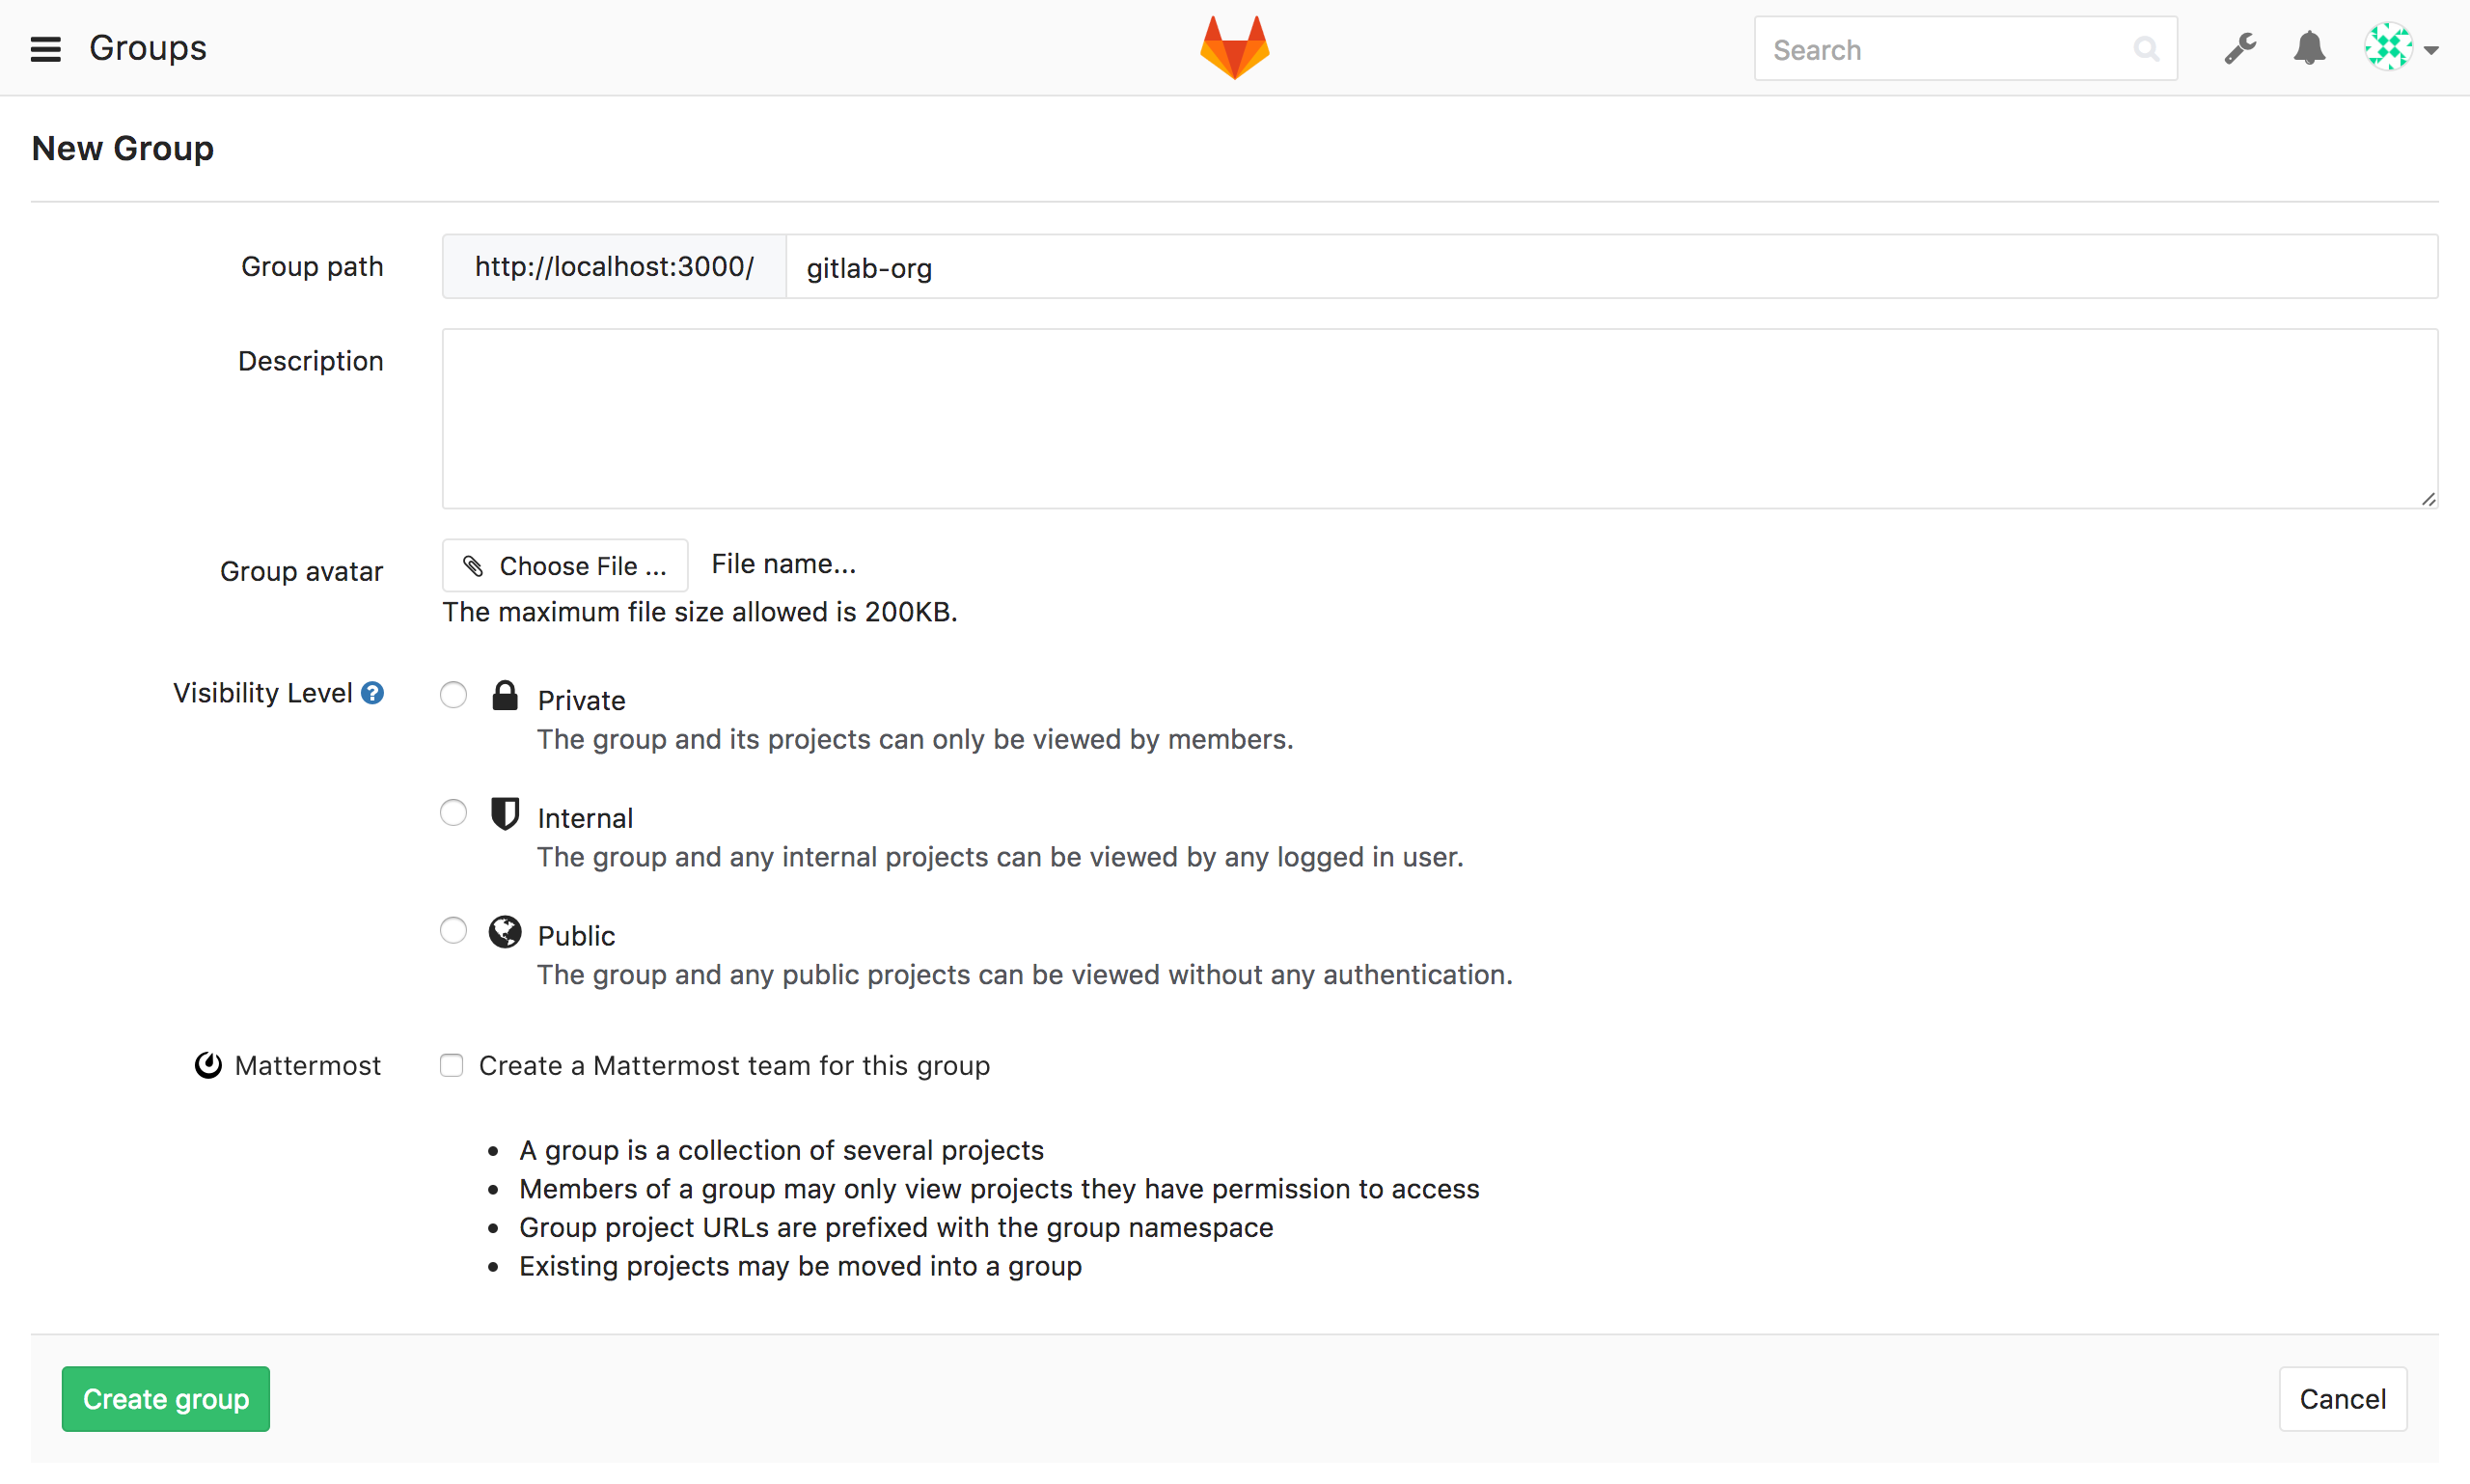 Groups
Search
New Group
Group path
http://localhost:3000/
gitlab-org
Description
Group avatar
Choose File ...
File name...
The maximum file size allowed is 200KB.
Visibility Level
Private
The group and its projects can only be viewed by members.
Internal
The group and any internal projects can be viewed by any logged in user.
Public
The group and any public projects can be viewed without any authentication.
Mattermost
Create a Mattermost team for this group
• A group is a collection of several projects
• Members of a group may only view projects they have permission to access
• Group project URLs are prefixed with the group namespace
• Existing projects may be moved into a group
Create group
Cancel